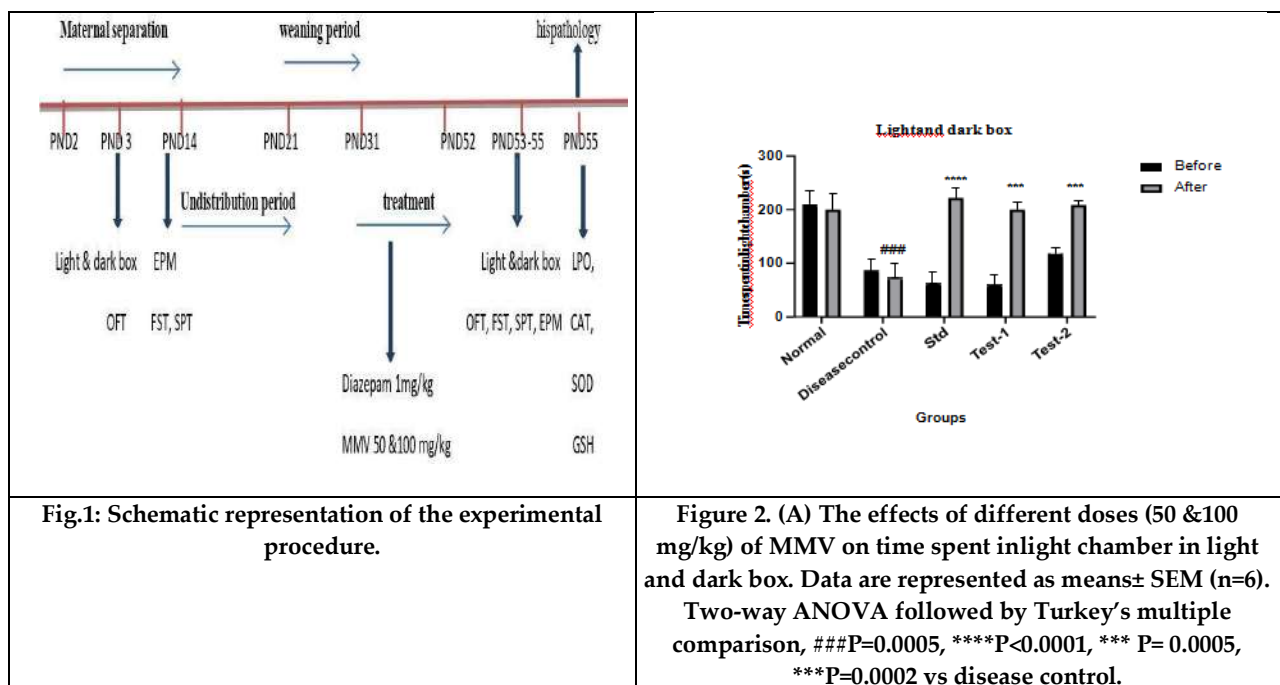 Maternal separation weaning period hispathology
PND2 PND 3 PND14 PND21 PND31 PND52 PND53-55 PND55
Undistribution period treatment
Light & dark box EPM Light &dark box LPO,
OFT FST, SPT OFT, FST, SPT, EPM CAT,
Diazepam 1mg/kg SOD
MMV 50 &100 mg/kg GSH
Fig.1: Schematic representation of the experimental
procedure.
Lightand dark box
Timespentinlightchamber(s)
300
200
100
0
****
***
***
###
Before
After
Normal
Diseasecontrol
Std
Test-1
Test-2
Groups
Figure 2. (A) The effects of different doses (50 &100
mg/kg) of MMV on time spent inlight chamber in light
and dark box. Data are represented as means± SEM (n=6).
Two-way ANOVA followed by Turkey’s multiple
comparison, ###P=0.0005, ****P<0.0001, *** P= 0.0005,
***P=0.0002 vs disease control.